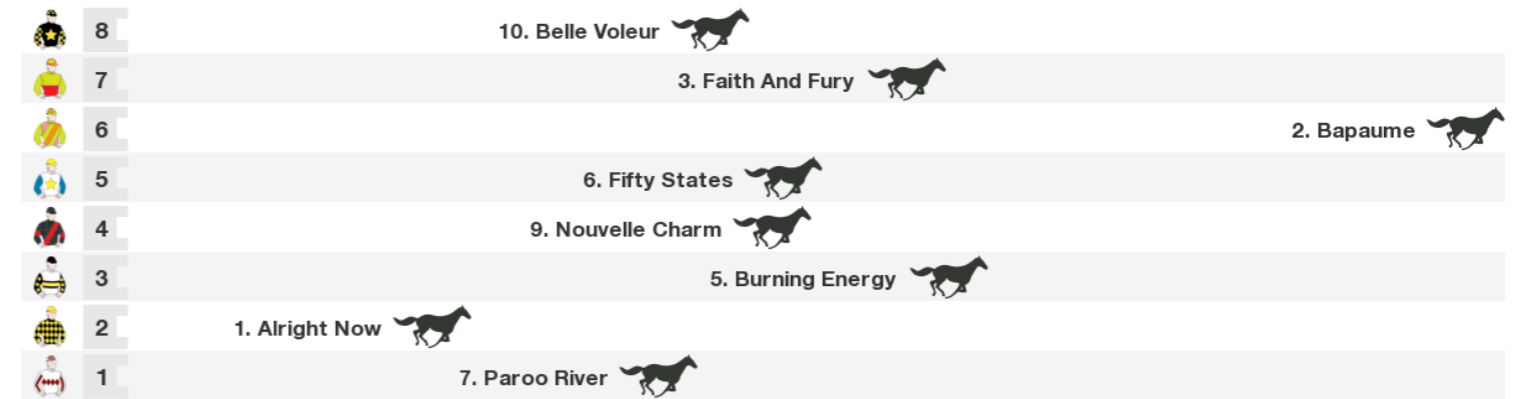 8 10. Belle Voleur
7 3. Faith And Fury
6 2. Bapaume
5 6. Fifty States
4 9. Nouvelle Charm
3 5. Burning Energy
2 1. Alright Now
1 7. Paroo River